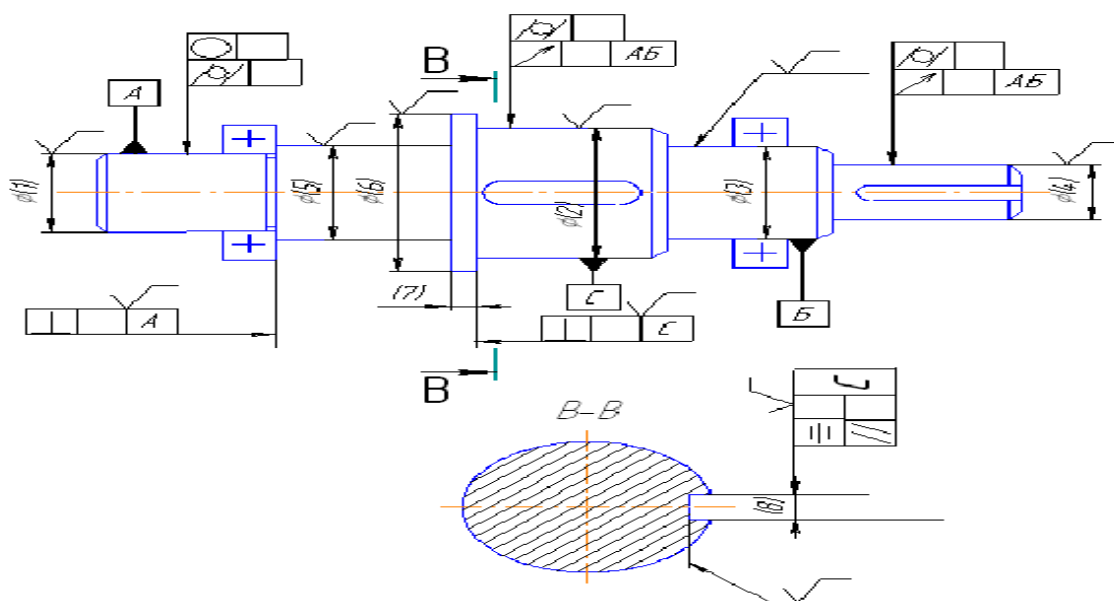 АБ
В
А
АБ
ϕ(1)
ϕ(5)
ϕ(6)
ϕ(2)
ϕ(3)
ϕ(4)
(7)
С
А
С
Б
В
В-В
С
(8)